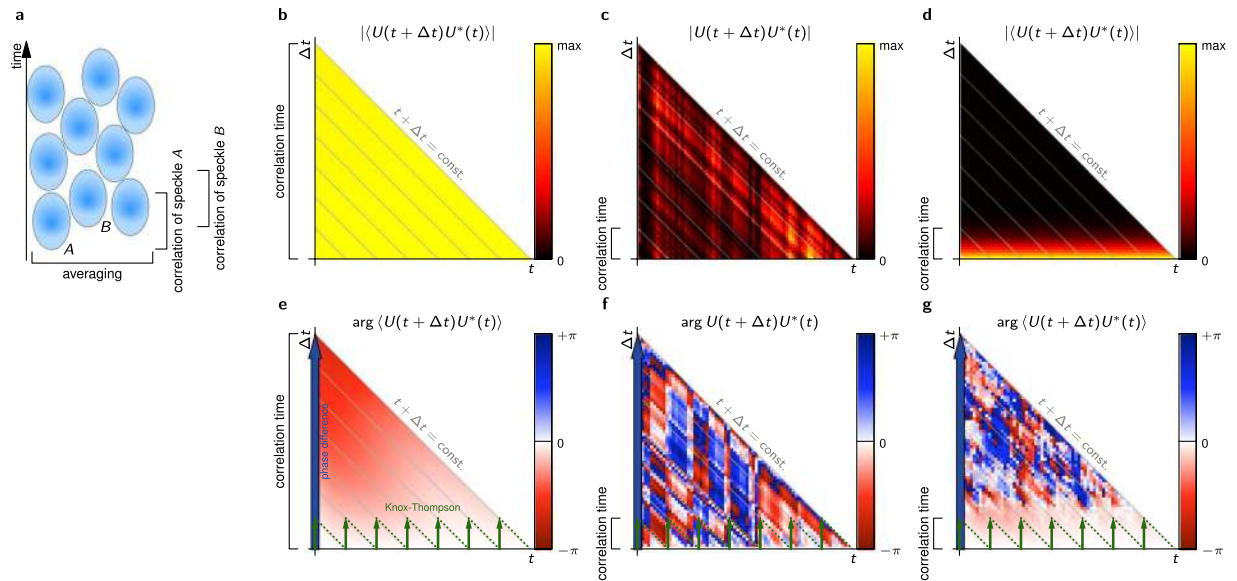 a
time
A
B
averaging
correlation of speckle A
correlation of speckle B
b
|⟨U(t + Δt)U*(t)⟩|
Δt
correlation time
t + Δt = const.
t
max
0
c
|U(t + Δt)U*(t)|
Δt
correlation time
t + Δt = const.
t
max
0
d
|⟨U(t + Δt)U*(t)⟩|
Δt
correlation time
t + Δt = const.
t
max
0
e
arg ⟨U(t + Δt)U*(t)⟩
Δt
correlation time
phase difference
t + Δt = const.
Knox-Thompson
t
+π
0
−π
f
arg U(t + Δt)U*(t)
Δt
correlation time
t + Δt = const.
t
+π
0
−π
g
arg ⟨U(t + Δt)U*(t)⟩
Δt
correlation time
t + Δt = const.
t
+π
0
−π